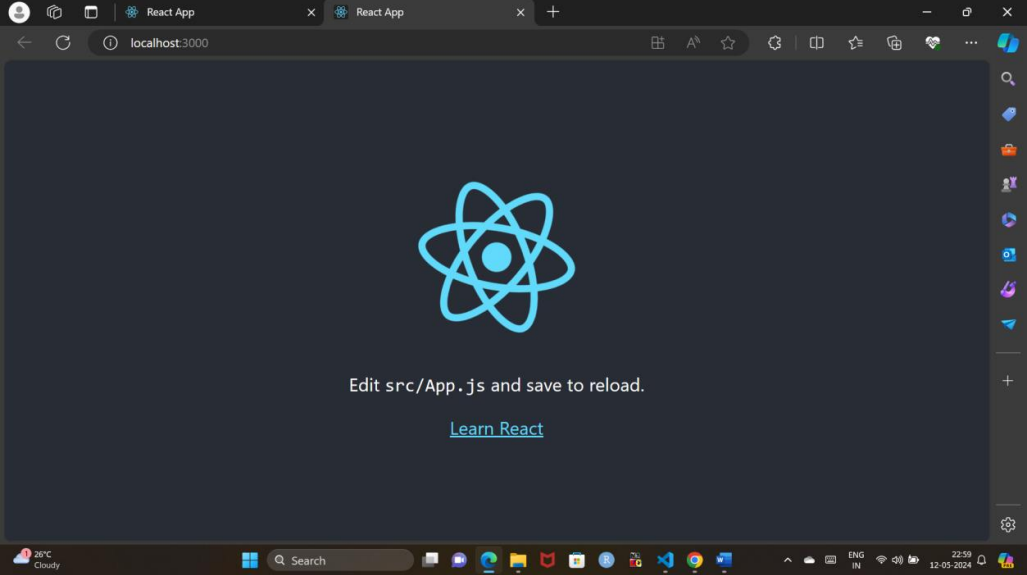 React App
React App
localhost:3000
Edit src/App.js and save to reload.
Learn React
1
26°C
Cloudy
Search
ENG
IN
22:59
12-05-2024